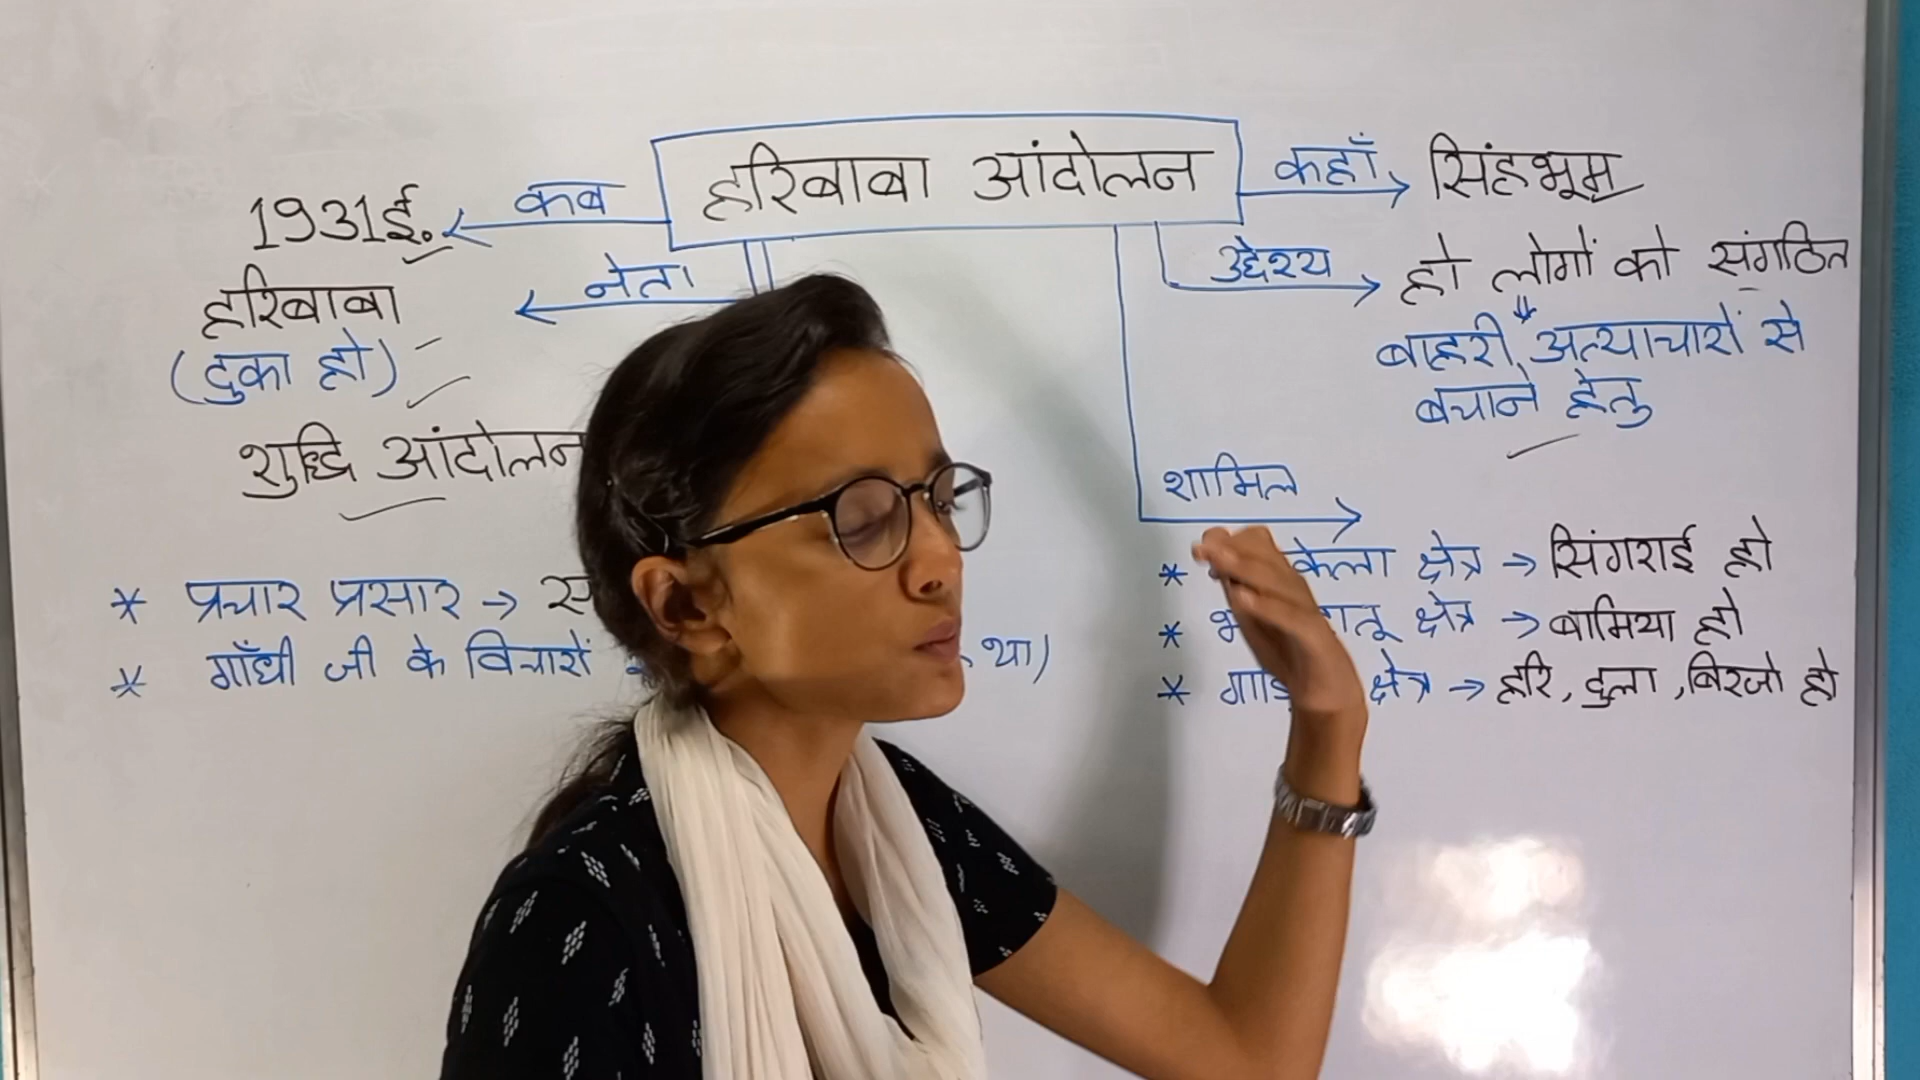 हरिबाबा आंदोलन
कब
1931ई.
नेता
हरिबाबा
(दुका हो)
शुद्धि आंदोलन
* प्रचार प्रसार →
* गाँधी जी के विचारों
था)
कहाँ
सिंहभूम
उद्देश्य
हो लोगों को संगठित
बाहरी अत्याचारों से
बचाने हेतु
शामिल
* क्षेत्र → सिंगराई हो
* क्षेत्र → बामिया हो
* क्षेत्र → हरि, दुला, बिरजो हो